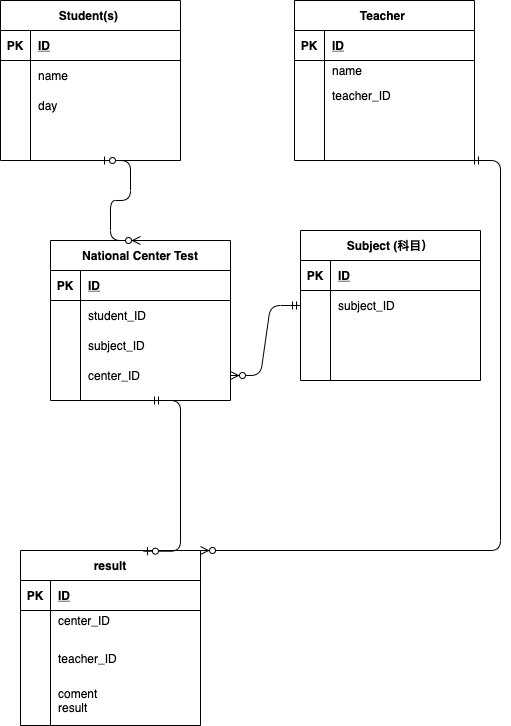 Student(s)
PK ID
name
day
Teacher
PK ID
name
teacher_ID
National Center Test
PK ID
student_ID
subject_ID
center_ID
Subject (科目）
PK ID
subject_ID
result
PK ID
center_ID
teacher_ID
coment
result